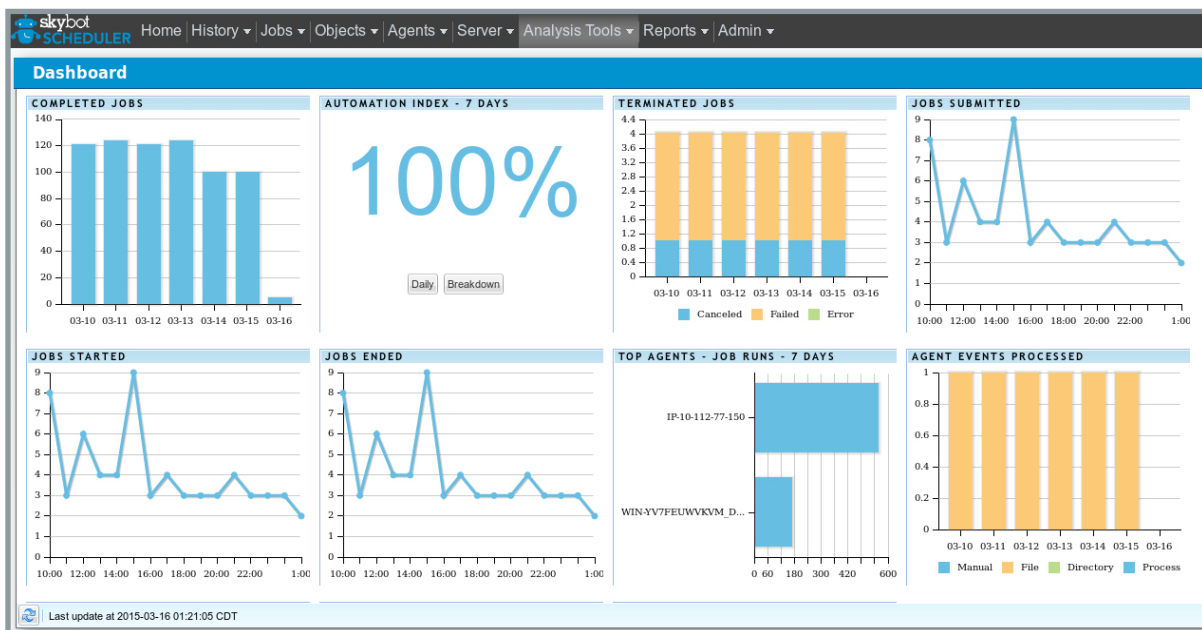 skybot
SCHEDULER
Home History Jobs Objects Agents Server Analysis Tools Reports Admin
Dashboard
COMPLETED JOBS
140
120
100
80
60
40
20
0
03-10 03-11 03-12 03-13 03-14 03-15 03-16
AUTOMATION INDEX - 7 DAYS
100%
Daily Breakdown
TERMINATED JOBS
4.4
4
3.6
3.2
2.8
2.4
2
1.6
1.2
0.8
0.4
0
03-10 03-11 03-12 03-13 03-14 03-15 03-16
Canceled Failed Error
JOBS SUBMITTED
9
8
7
6
5
4
3
2
1
0
10:00 12:00 14:00 16:00 18:00 20:00 22:00 1:00
JOBS STARTED
9
8
7
6
5
4
3
2
1
0
10:00 12:00 14:00 16:00 18:00 20:00 22:00 1:00
JOBS ENDED
9
8
7
6
5
4
3
2
1
0
10:00 12:00 14:00 16:00 18:00 20:00 22:00 1:00
TOP AGENTS - JOB RUNS - 7 DAYS
IP-10-112-77-150
WIN-YV7FEUWVKVM_D...
0 60 180 300 420 600
AGENT EVENTS PROCESSED
1
0.8
0.6
0.4
0.2
0
03-10 03-11 03-12 03-13 03-14 03-15 03-16
Manual File Directory Process
Last update at 2015-03-16 01:21:05 CDT